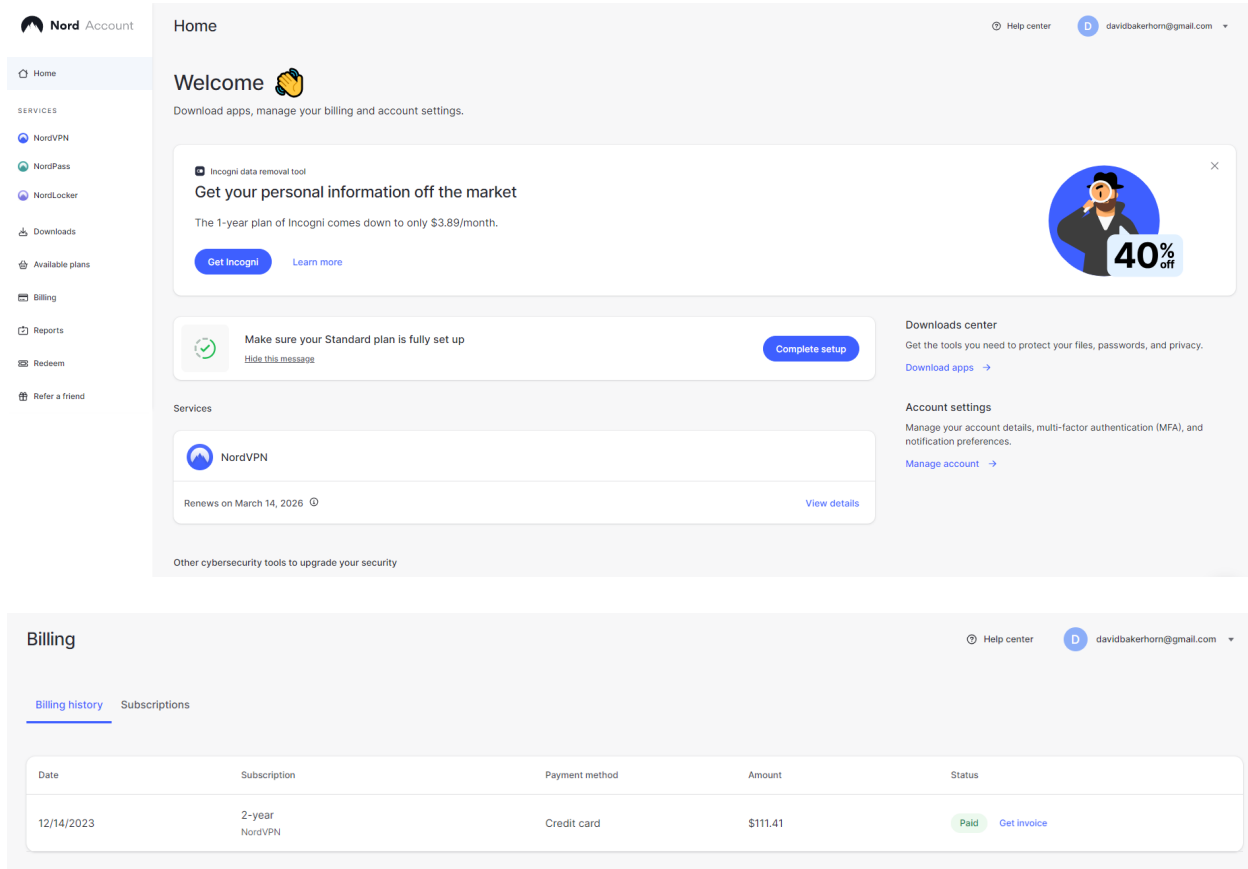 Nord Account
Home
Help center
D
davidbakerhorn@gmail.com
Home
SERVICES
NordVPN
NordPass
NordLocker
Downloads
Available plans
Billing
Reports
Redeem
Refer a friend
Welcome
Download apps, manage your billing and account settings.
Incogni data removal tool
Get your personal information off the market
The 1-year plan of Incogni comes down to only $3.89/month.
Get Incogni
Learn more
40% off
Make sure your Standard plan is fully set up
Hide this message
Complete setup
Services
NordVPN
Renews on March 14, 2026
View details
Other cybersecurity tools to upgrade your security
Downloads center
Get the tools you need to protect your files, passwords, and privacy.
Download apps →
Account settings
Manage your account details, multi-factor authentication (MFA), and
notification preferences.
Manage account →
Billing
Help center
D
davidbakerhorn@gmail.com
Billing history
Subscriptions
Date
Subscription
Payment method
Amount
Status
12/14/2023
2-year
NordVPN
Credit card
$111.41
Paid
Get invoice